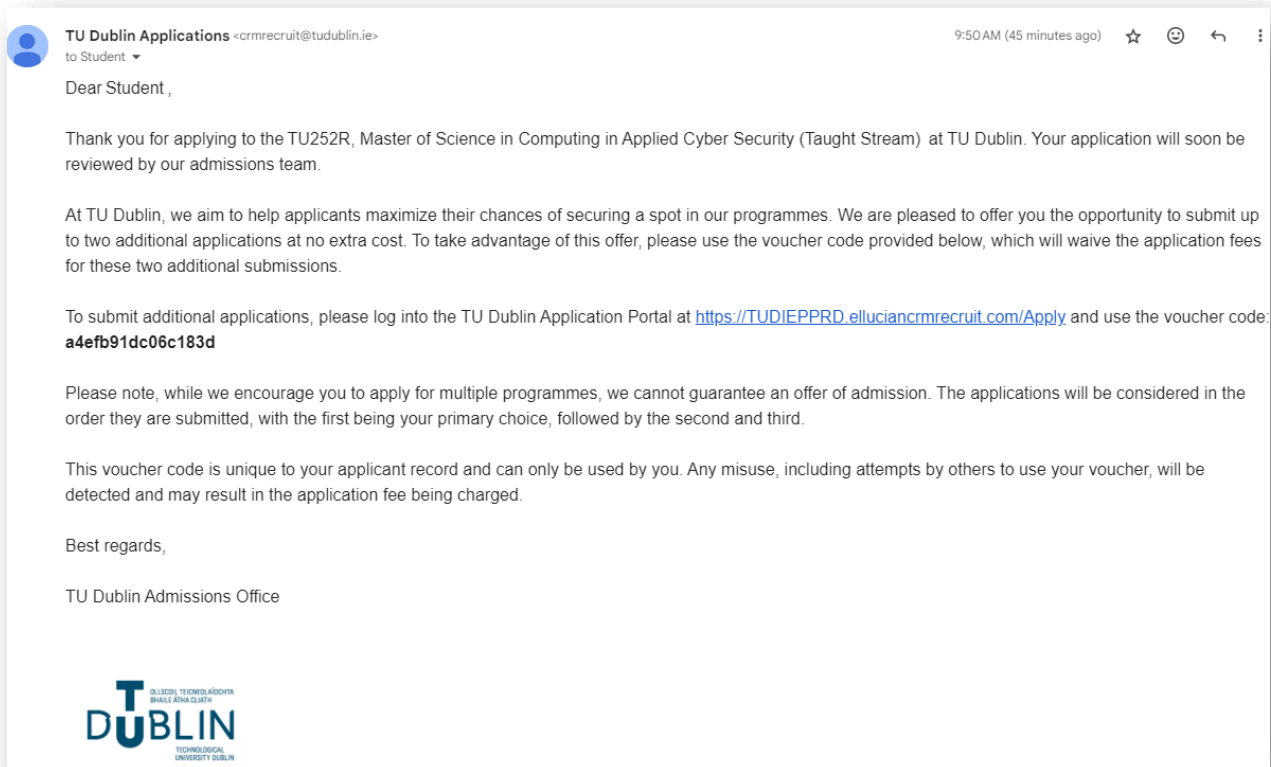 TU Dublin Applications <crmrecruit@tudublin.ie>
9:50 AM (45 minutes ago)
to Student
Dear Student ,
Thank you for applying to the TU252R, Master of Science in Computing in Applied Cyber Security (Taught Stream) at TU Dublin. Your application will soon be
reviewed by our admissions team.
At TU Dublin, we aim to help applicants maximize their chances of securing a spot in our programmes. We are pleased to offer you the opportunity to submit up
to two additional applications at no extra cost. To take advantage of this offer, please use the voucher code provided below, which will waive the application fees
for these two additional submissions.
To submit additional applications, please log into the TU Dublin Application Portal at https://TUDIEPPRD.elluciancrmrecruit.com/Apply and use the voucher code:
a4efb91dc06c183d
Please note, while we encourage you to apply for multiple programmes, we cannot guarantee an offer of admission. The applications will be considered in the
order they are submitted, with the first being your primary choice, followed by the second and third.
This voucher code is unique to your applicant record and can only be used by you. Any misuse, including attempts by others to use your voucher, will be
detected and may result in the application fee being charged.
Best regards,
TU Dublin Admissions Office
OLLSCOIL TEICNEOLAÍOCHTA
BHAILE ÁTHA CLIATH
TU DUBLIN
TECHNOLOGICAL
UNIVERSITY DUBLIN